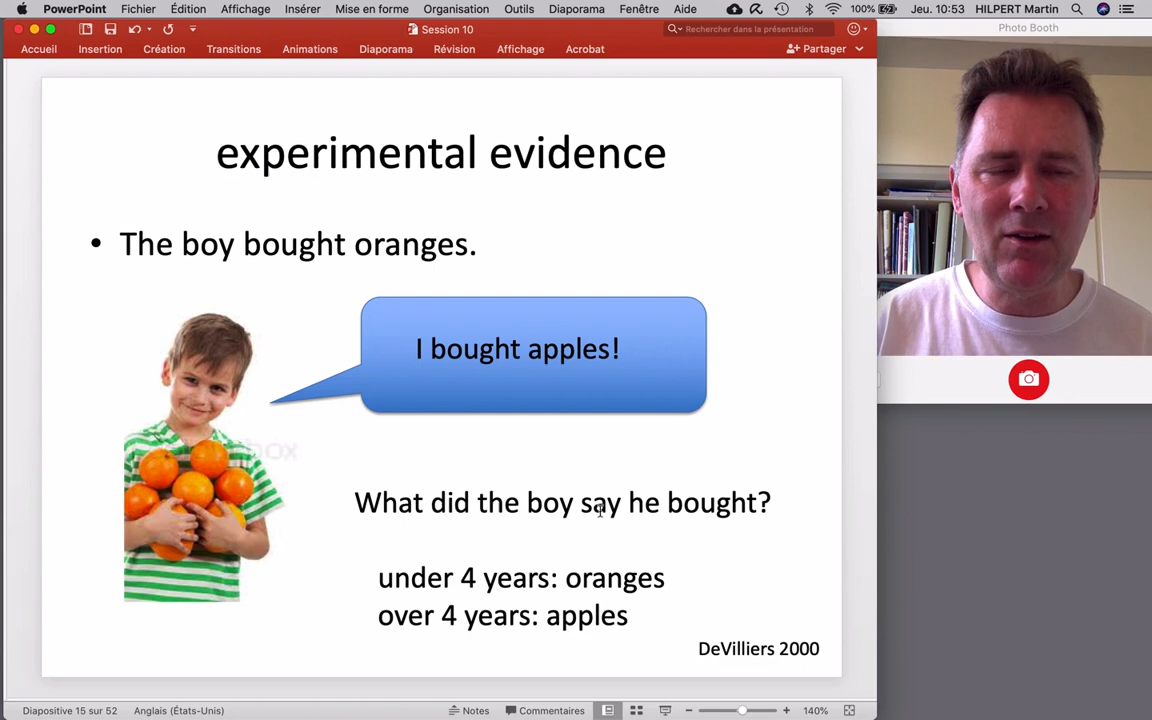 PowerPoint Fichier Édition Affichage Insérer Mise en forme Organisation Outils Diaporama Fenêtre Aide 100% Jeu. 10:53 HILPERT Martin
Session 10
Rechercher dans la présentation
Photo Booth
Accueil Insertion Création Transitions Animations Diaporama Révision Affichage Acrobat Partager
experimental evidence
• The boy bought oranges.
I bought apples!
What did the boy say he bought?
under 4 years: oranges
over 4 years: apples
DeVilliers 2000
Diapositive 15 sur 52 Anglais (États-Unis) Notes Commentaires 140%